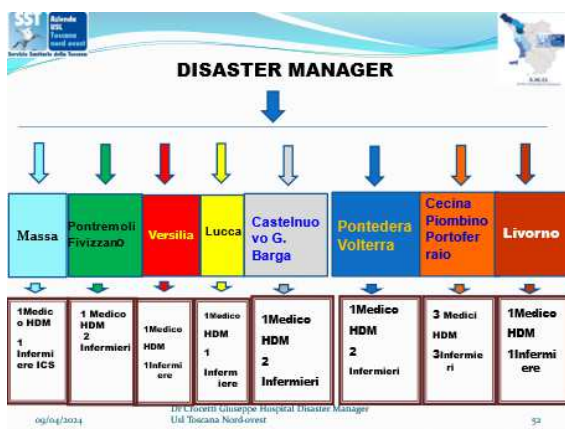 SST
Azienda
USL
Toscana
nord ovest
Servizio Sanitario della Toscana
DISASTER MANAGER
Massa
Pontremoli
Fivizzano
Versilia
Lucca
Castelnuo
vo G.
Barga
Pontedera
Volterra
Cecina
Piombino
Portofer
raio
Livorno
1Medic
o HDM
1
Infermi
ere ICS
1 Medico
HDM
2
Infermieri
1Medico
HDM
1Infermi
ere
1Medico
HDM
1
Inferm
iere
1Medico
HDM
2
Infermieri
1Medico
HDM
2
Infermieri
3 Medici
HDM
3Infermie
ri
1Medico
HDM
1Infermi
ere
09/04/2024
Dr Crocetti Giuseppe Hospital Disaster Manager
Usl Toscana Nord-ovest
52